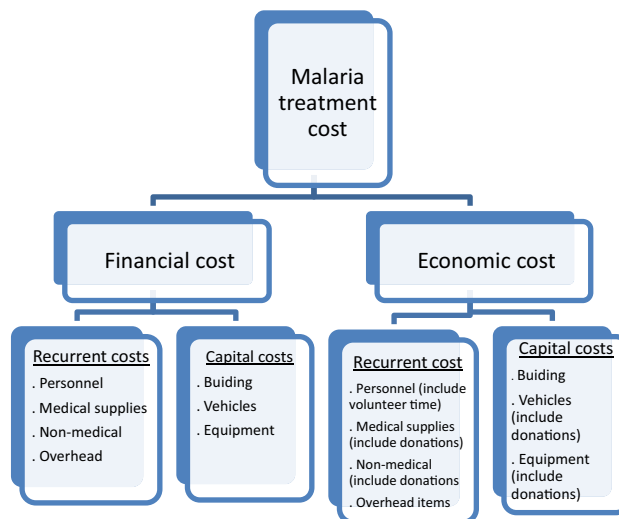 Malaria
treatment
cost
Financial cost
Economic cost
Recurrent costs
. Personnel
. Medical supplies
. Non-medical
. Overhead
Capital costs
. Buiding
. Vehicles
. Equipment
Recurrent cost
. Personnel (include
volunteer time)
. Medical supplies
(include donations)
. Non-medical
(include donations
. Overhead items
Capital costs
. Buiding
. Vehicles
(include
donations)
. Equipment
(include
donations)